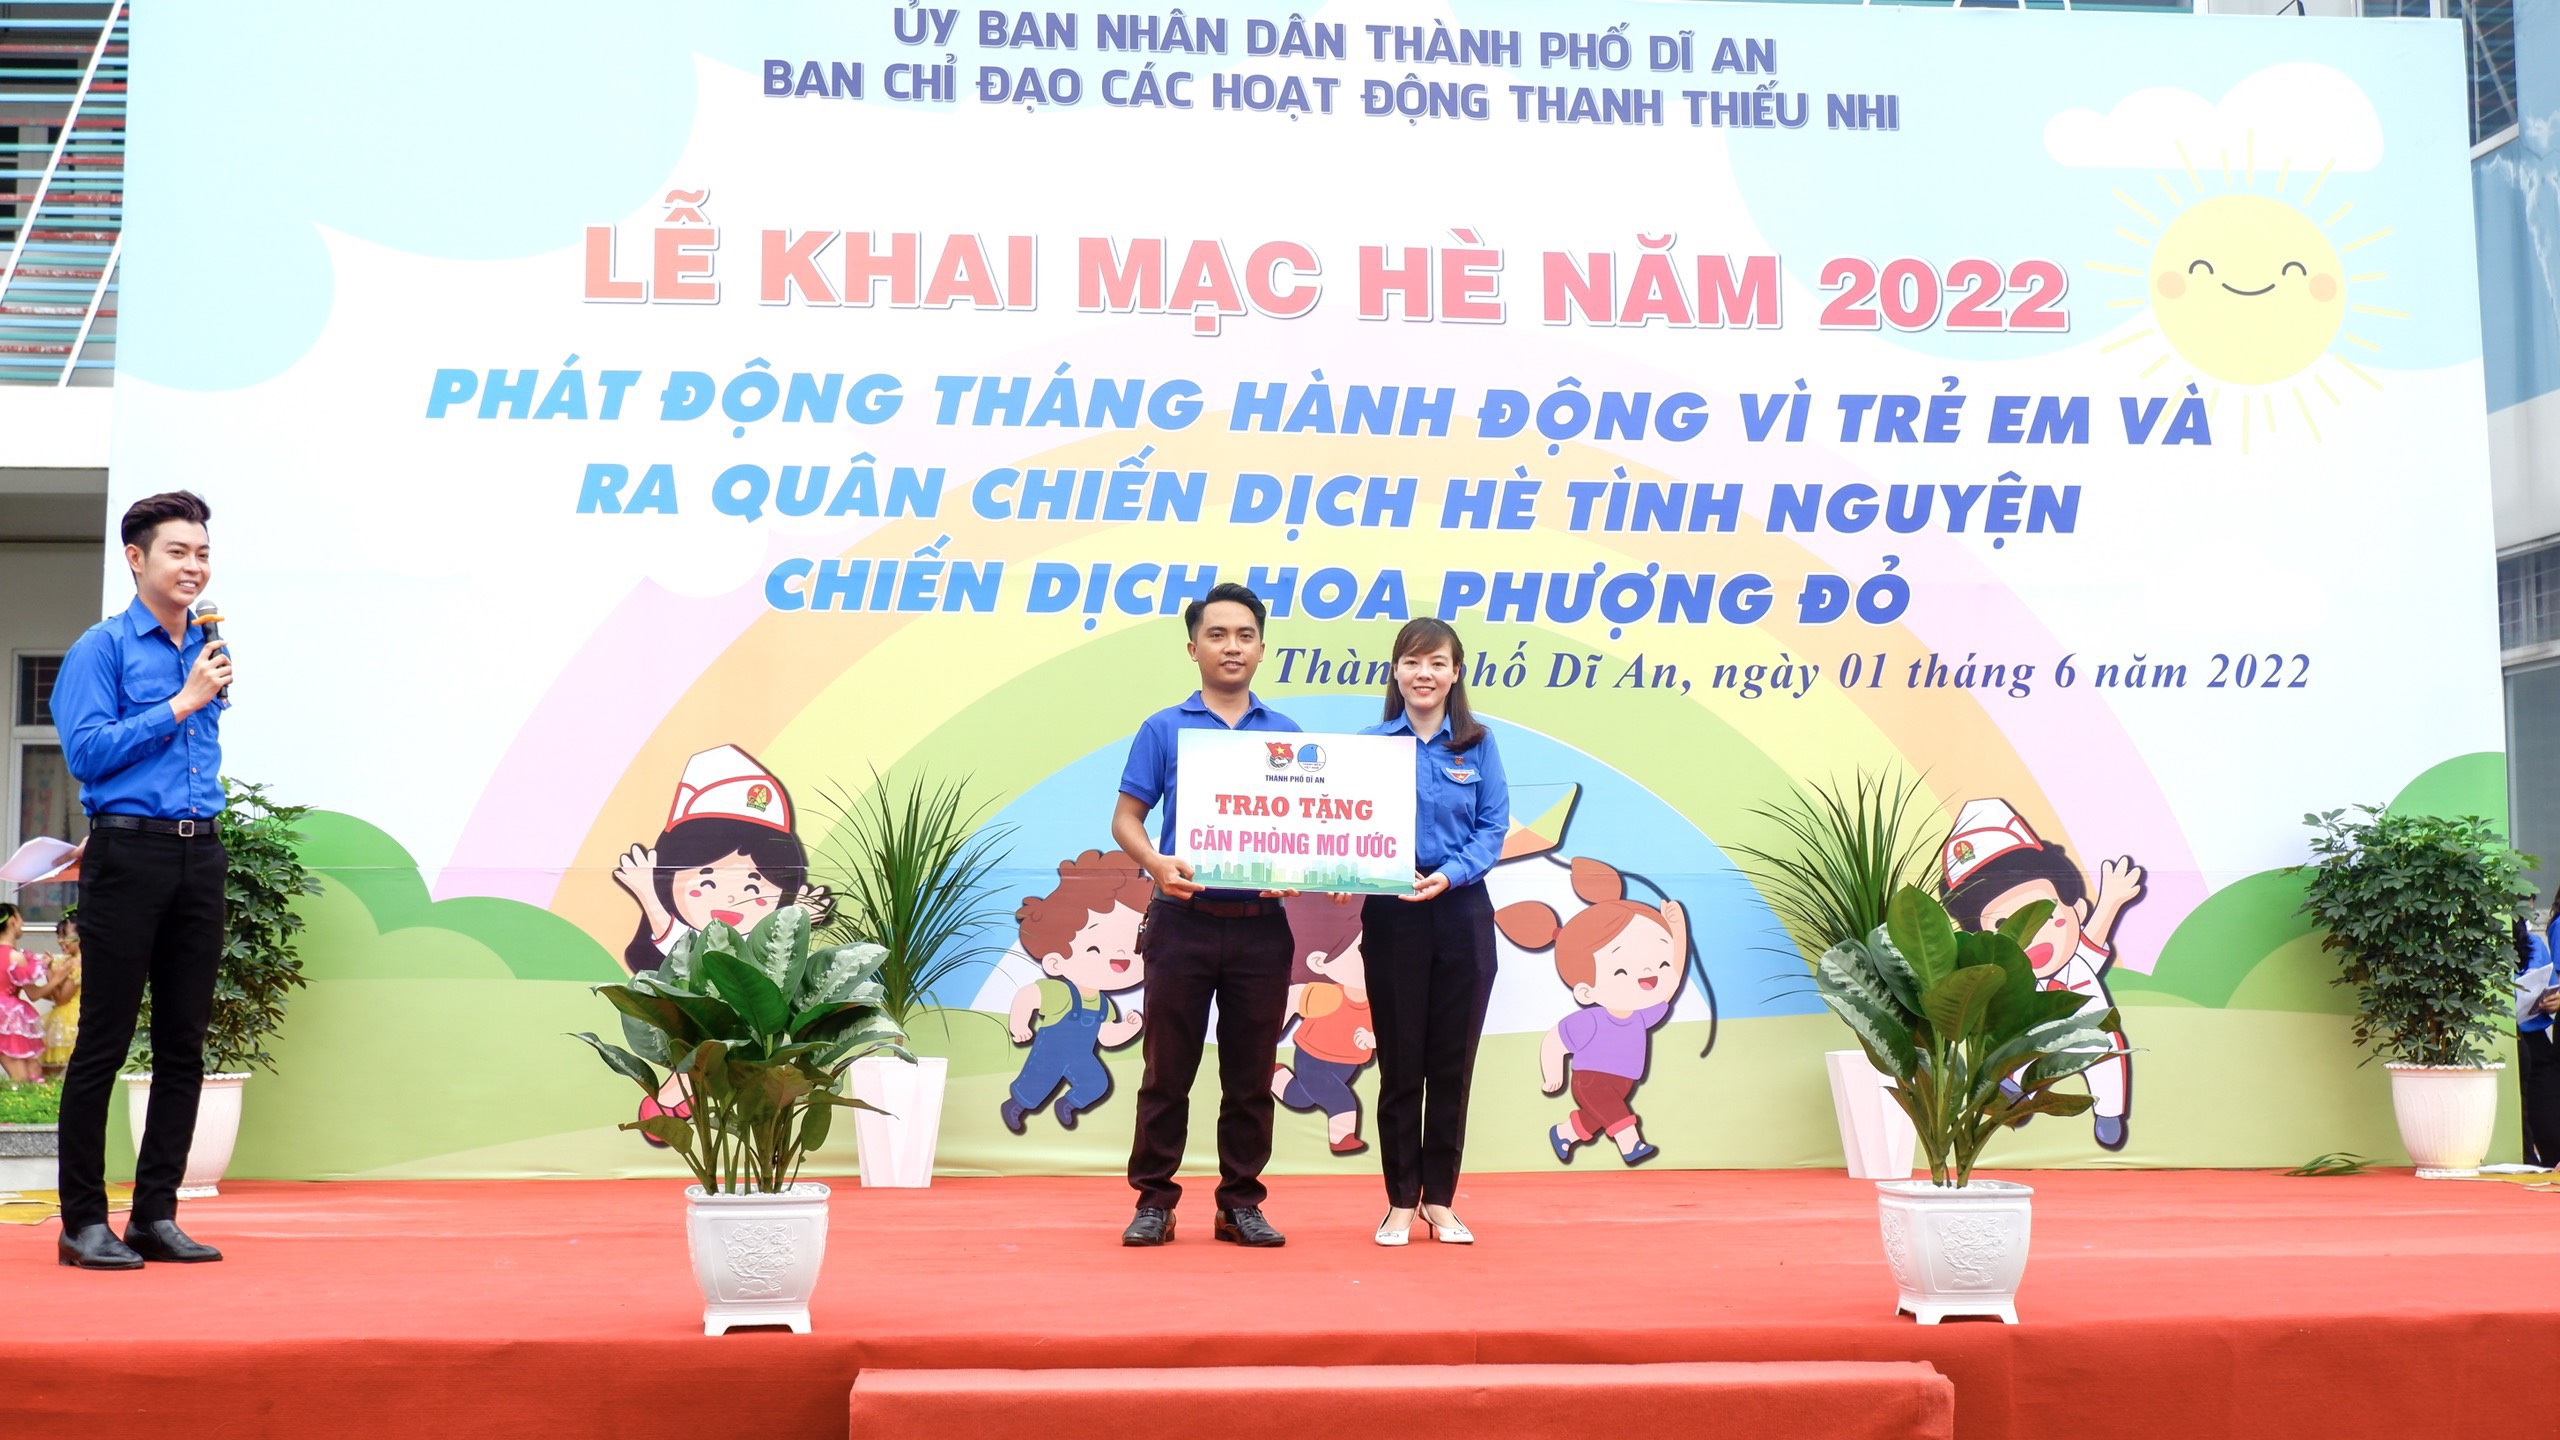 ỦY BAN NHÂN DÂN THÀNH PHỐ DĨ AN
BAN CHỈ ĐẠO CÁC HOẠT ĐỘNG THANH THIẾU NHI
LỄ KHAI MẠC HÈ NĂM 2022
PHÁT ĐỘNG THÁNG HÀNH ĐỘNG VÌ TRẺ EM VÀ
RA QUÂN CHIẾN DỊCH HÈ TÌNH NGUYỆN
CHIẾN DỊCH HOA PHƯỢNG ĐỎ
Thành phố Dĩ An, ngày 01 tháng 6 năm 2022
THÀNH PHỐ DĨ AN
TRAO TẶNG
CĂN PHÒNG MƠ ƯỚC